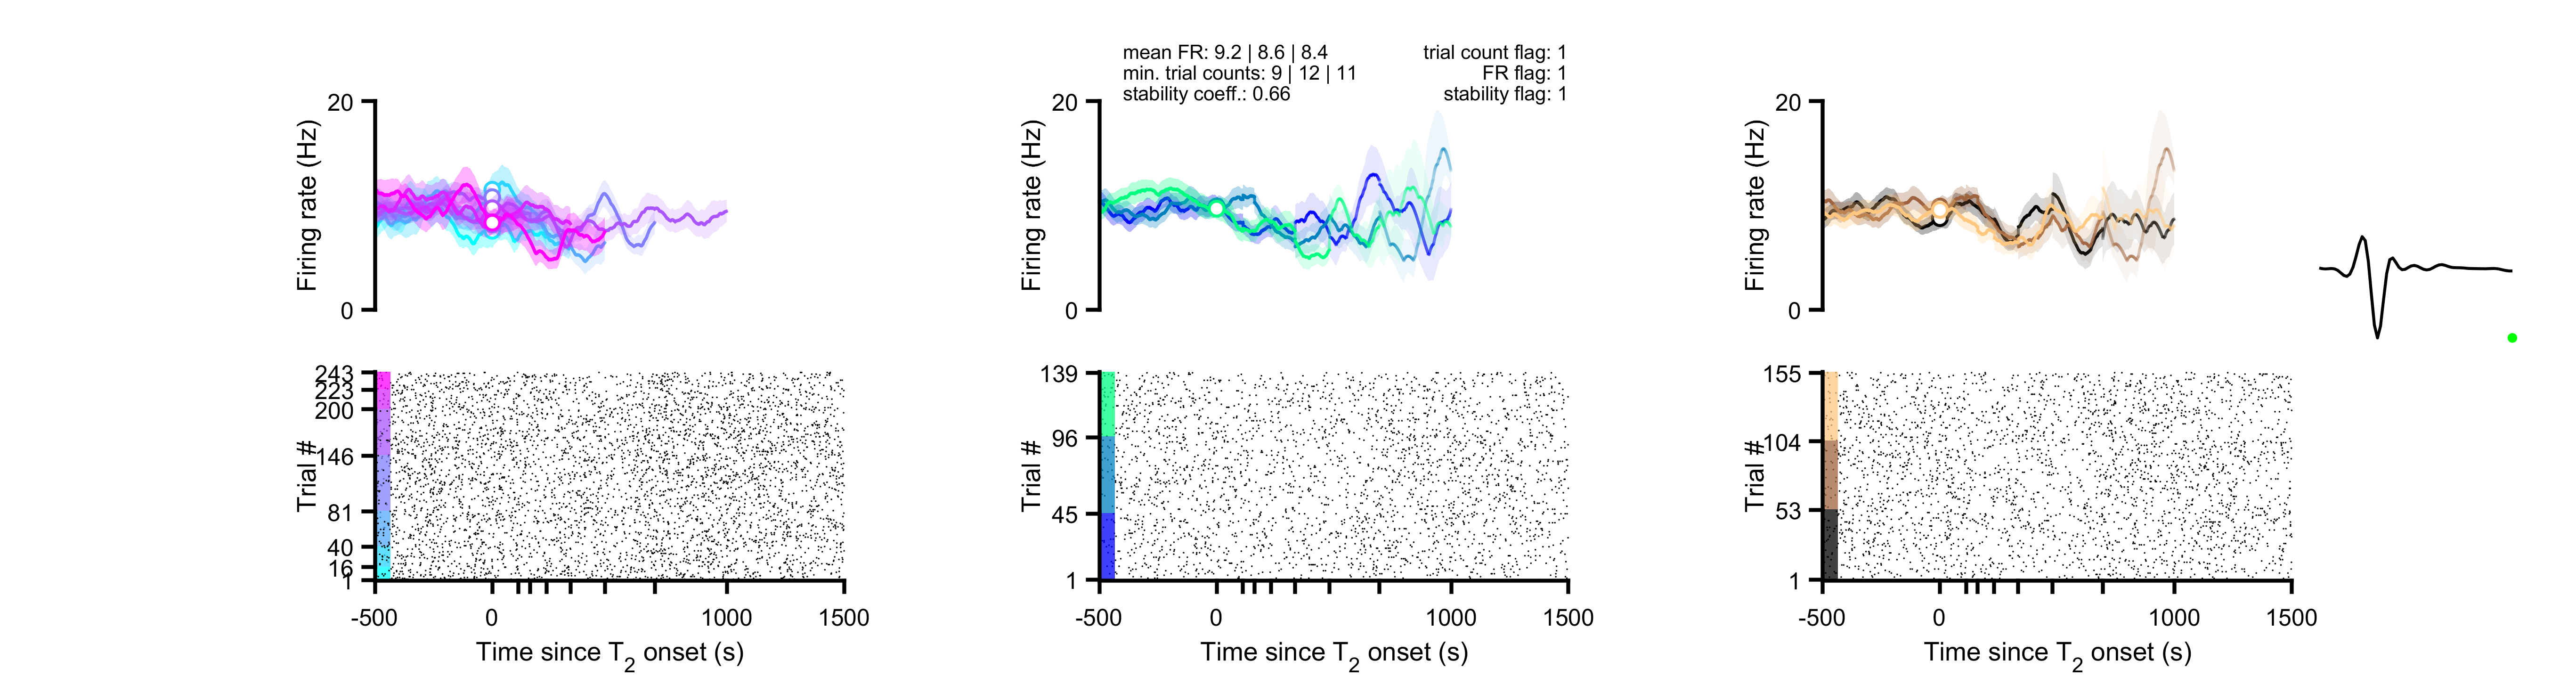 mean FR: 9.2 | 8.6 | 8.4
min. trial counts: 9 | 12 | 11
stability coeff.: 0.66
trial count flag: 1
FR flag: 1
stability flag: 1
20
Firing rate (Hz)
0
20
Firing rate (Hz)
0
20
Firing rate (Hz)
0
243
223
200
146
81
40
16
1
Trial #
-500 0 1000 1500
Time since T2 onset (s)
139
96
45
1
Trial #
-500 0 1000 1500
Time since T2 onset (s)
155
104
53
1
Trial #
-500 0 1000 1500
Time since T2 onset (s)